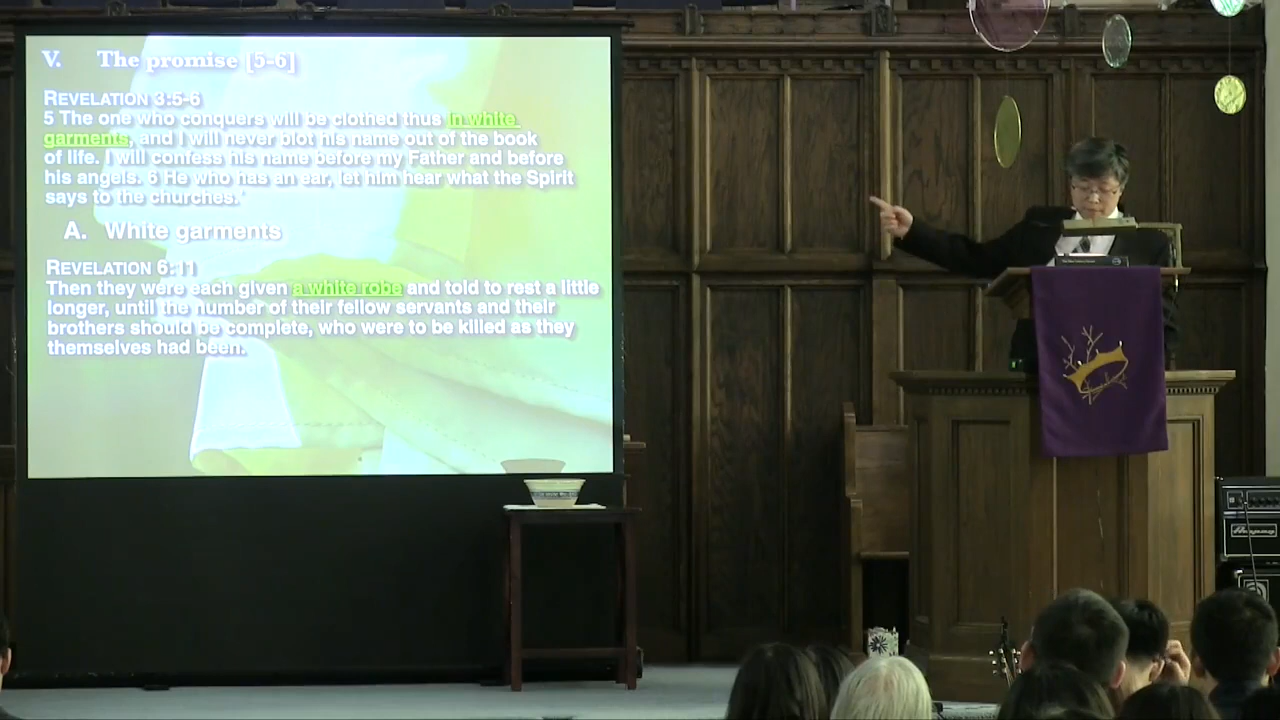 V. The promise [5-6]
REVELATION 3:5-6
5 The one who conquers will be clothed thus in white
garments, and I will never blot his name out of the book
of life. I will confess his name before my Father and before
his angels. 6 He who has an ear, let him hear what the Spirit
says to the churches.'
A. White garments
REVELATION 6:11
Then they were each given a white robe and told to rest a little
longer, until the number of their fellow servants and their
brothers should be complete, who were to be killed as they
themselves had been.
Ampeg